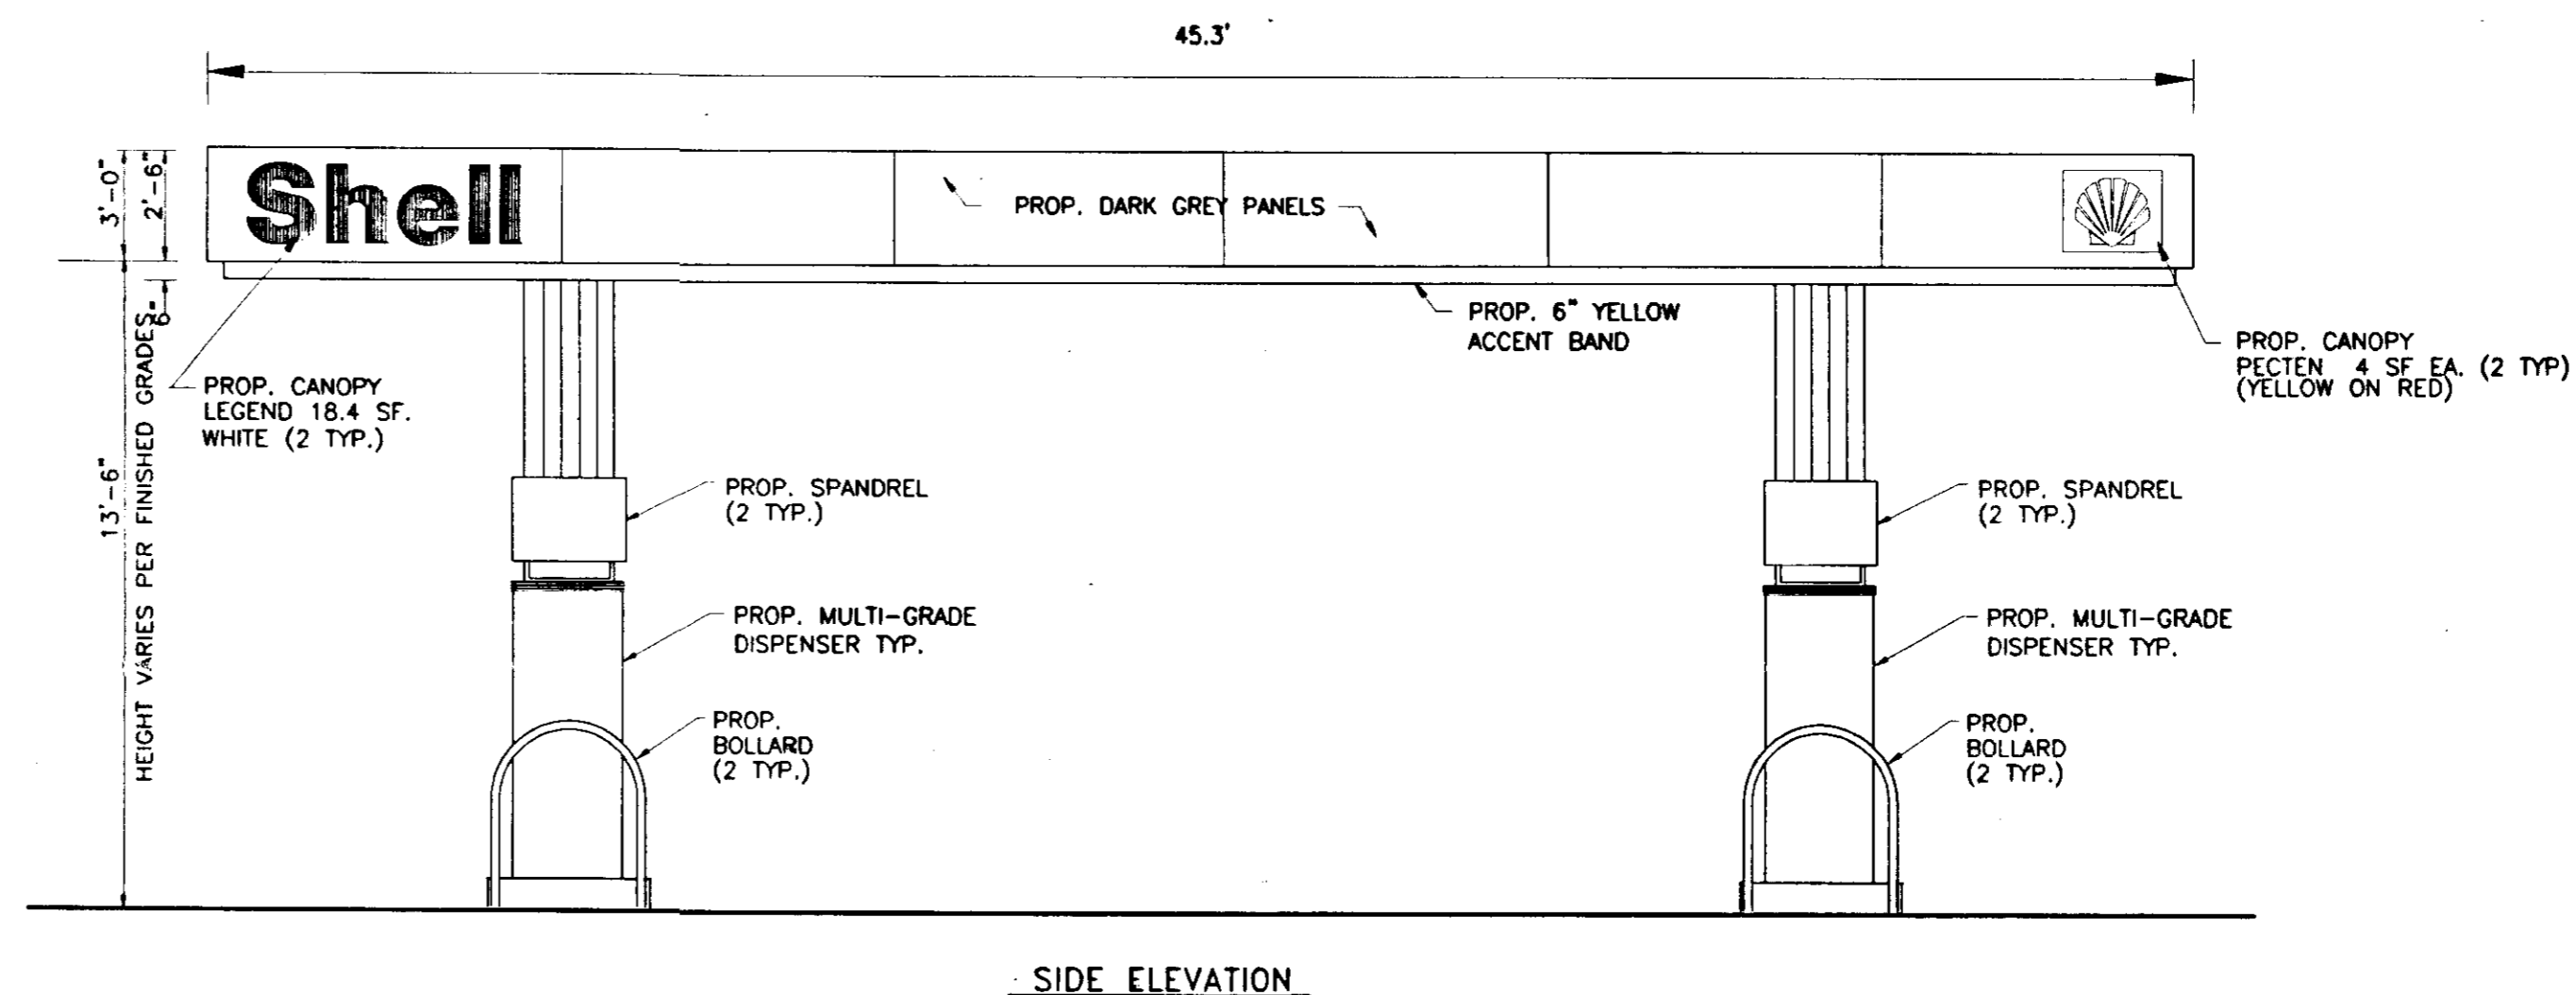 45.3'
3'-0"
2'-6"
Shell
PROP. DARK GREY PANELS
6"
PROP. 6" YELLOW
ACCENT BAND
PROP. CANOPY
PECTEN 4 SF EA. (2 TYP)
(YELLOW ON RED)
PROP. CANOPY
LEGEND 18.4 SF.
WHITE (2 TYP.)
13'-6"
HEIGHT VARIES PER FINISHED GRADES
PROP. SPANDREL
(2 TYP.)
PROP. SPANDREL
(2 TYP.)
PROP. MULTI-GRADE
DISPENSER TYP.
PROP. MULTI-GRADE
DISPENSER TYP.
PROP.
BOLLARD
(2 TYP.)
PROP.
BOLLARD
(2 TYP.)
SIDE ELEVATION